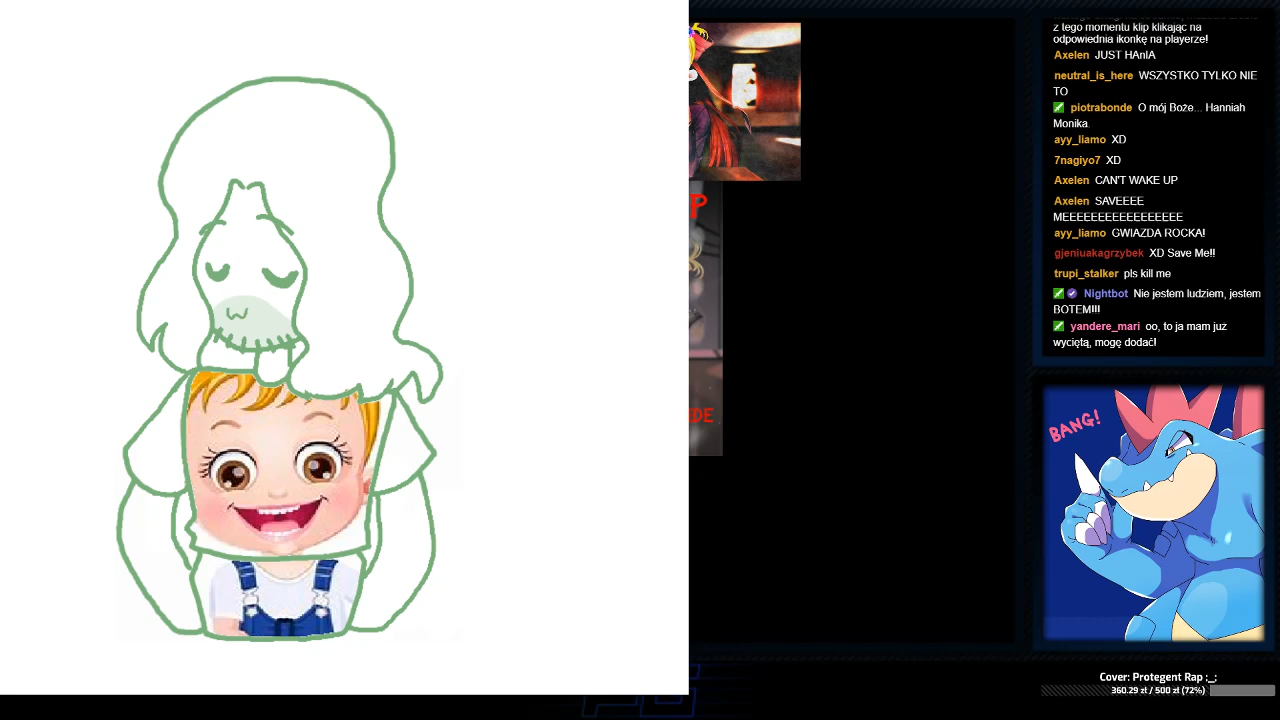 z tego momentu klip klikając na
odpowiednia ikonkę na playerze!
Axelen JUST HAnIA
neutral_is_here WSZYSTKO TYLKO NIE
TO
piotrabonde O mój Boże... Hanniah
Monika.
ayy_liamo XD
7nagiyo7 XD
Axelen CAN'T WAKE UP
Axelen SAVEEEE
MEEEEEEEEEEEEEEEEE
ayy_liamo GWIAZDA ROCKA!
gjeniuakagrzybek XD Save Me!!
trupi_stalker pls kill me
Nightbot Nie jestem ludziem, jestem
BOTEM!!!
yandere_mari oo, to ja mam juz
wyciętą, mogę dodać!
P
EDE
BANG!
Cover: Protegent Rap :_;
360.29 zł / 500 zł (72%)